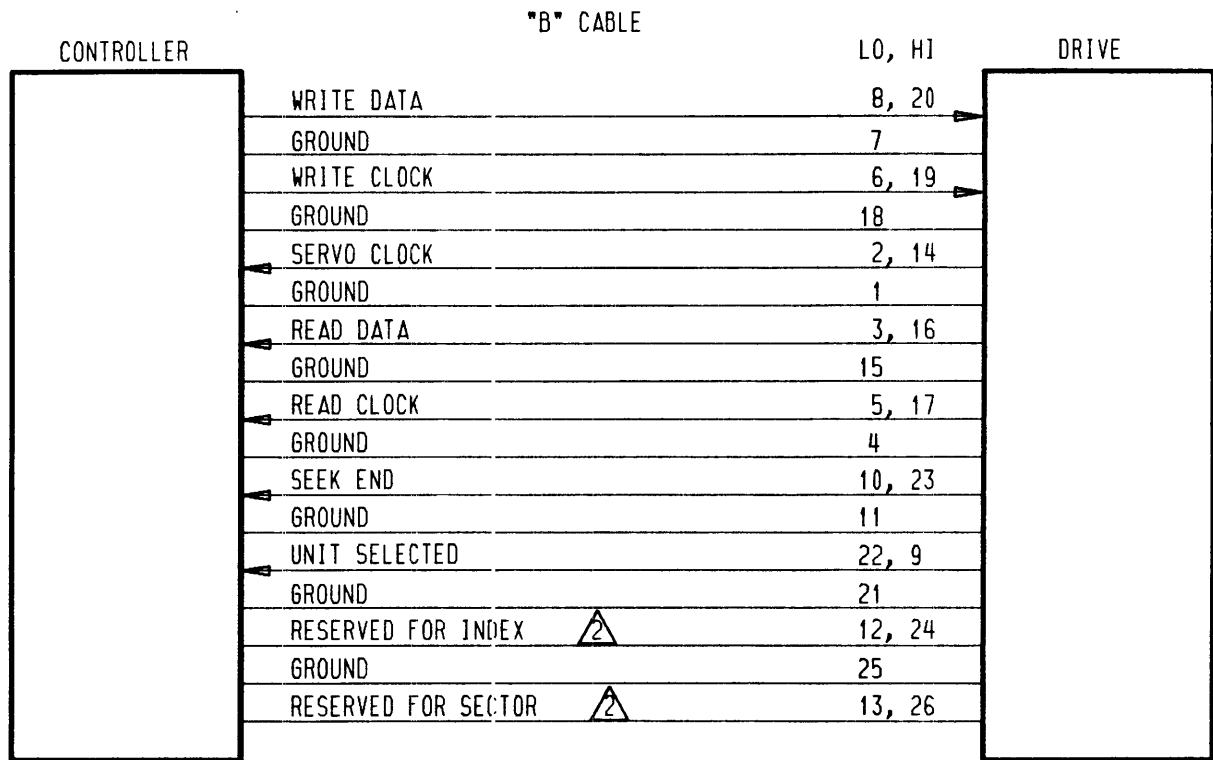 "B" CABLE
CONTROLLER LO, HI DRIVE
WRITE DATA 8, 20
GROUND 7
WRITE CLOCK 6, 19
GROUND 18
SERVO CLOCK 2, 14
GROUND 1
READ DATA 3, 16
GROUND 15
READ CLOCK 5, 17
GROUND 4
SEEK END 10, 23
GROUND 11
UNIT SELECTED 22, 9
GROUND 21
RESERVED FOR INDEX 2 12, 24
GROUND 25
RESERVED FOR SECTOR 2 13, 26